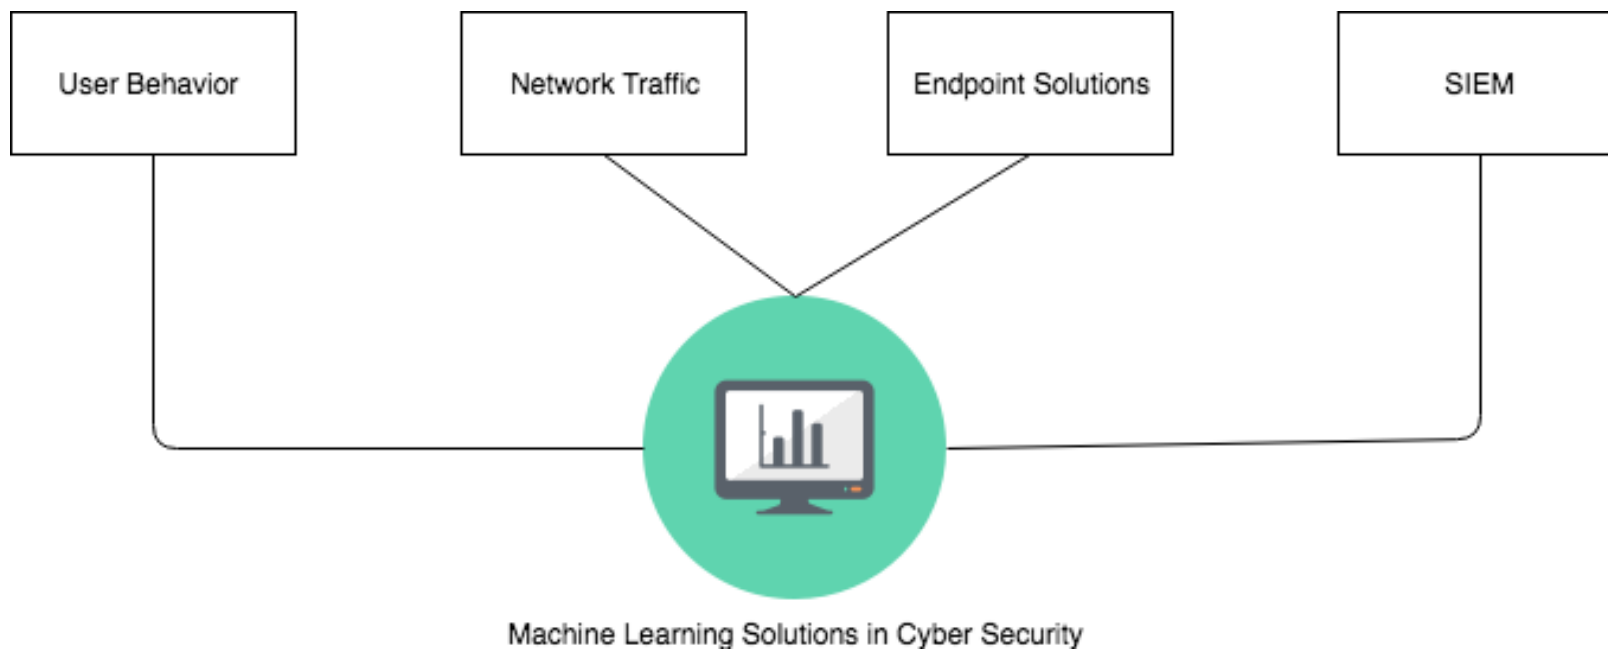 User Behavior
Network Traffic
Endpoint Solutions
SIEM
Machine Learning Solutions in Cyber Security